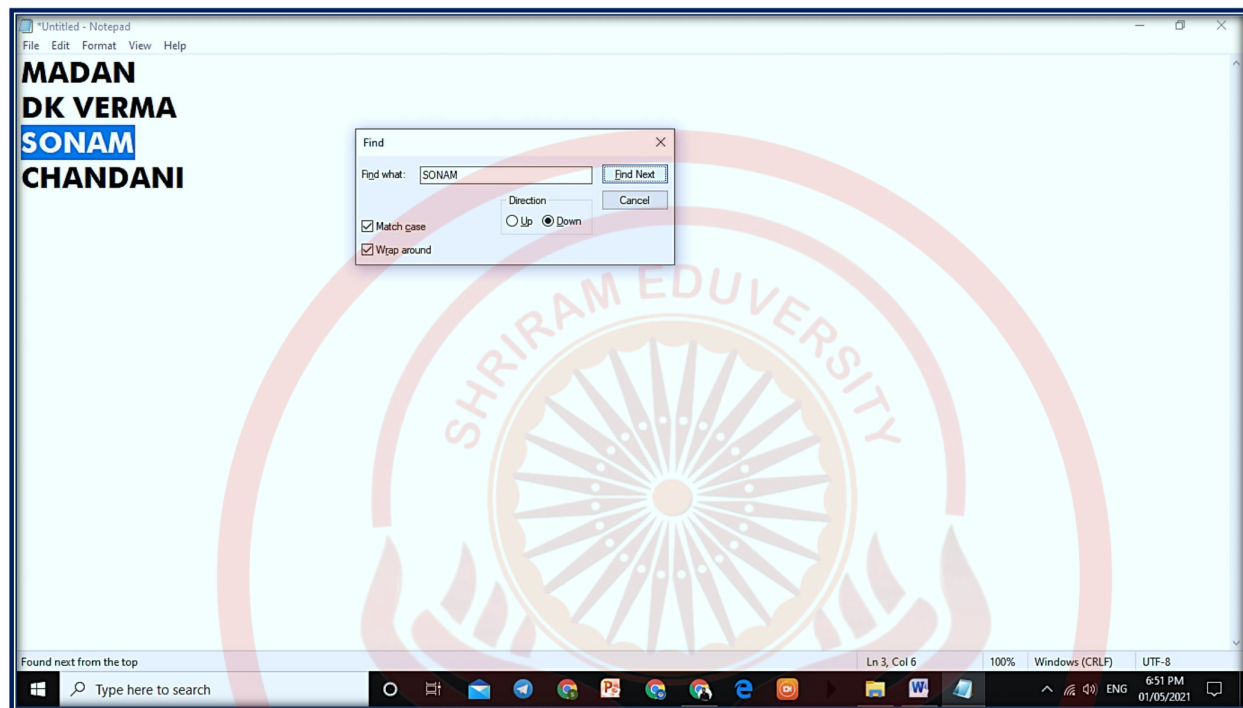 *Untitled - Notepad
File Edit Format View Help
MADAN
DK VERMA
SONAM
CHANDANI
Find
Find what: SONAM Find Next
Direction Cancel
Match case Up Down
Wrap around
SHRIRAM EDUVERSITY
Found next from the top Ln 3, Col 6 100% Windows (CRLF) UTF-8
Type here to search ENG 6:51 PM
01/05/2021